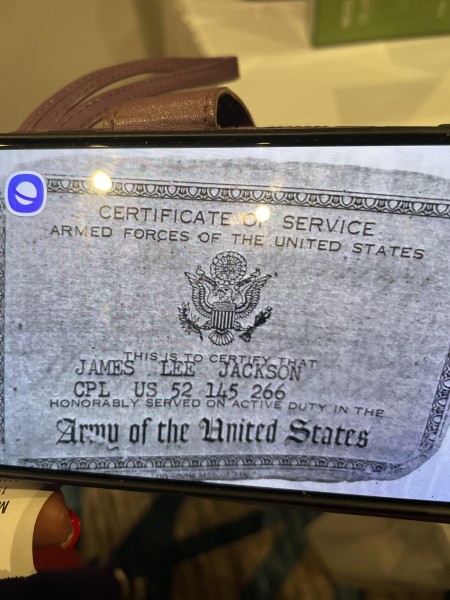 CERTIFICATE OF SERVICE
ARMED FORCES OF THE UNITED STATES
THIS IS TO CERTIFY THAT
JAMES LEE JACKSON
CPL US 52 145 266
HONORABLY SERVED ON ACTIVE DUTY IN THE
Army of the United States